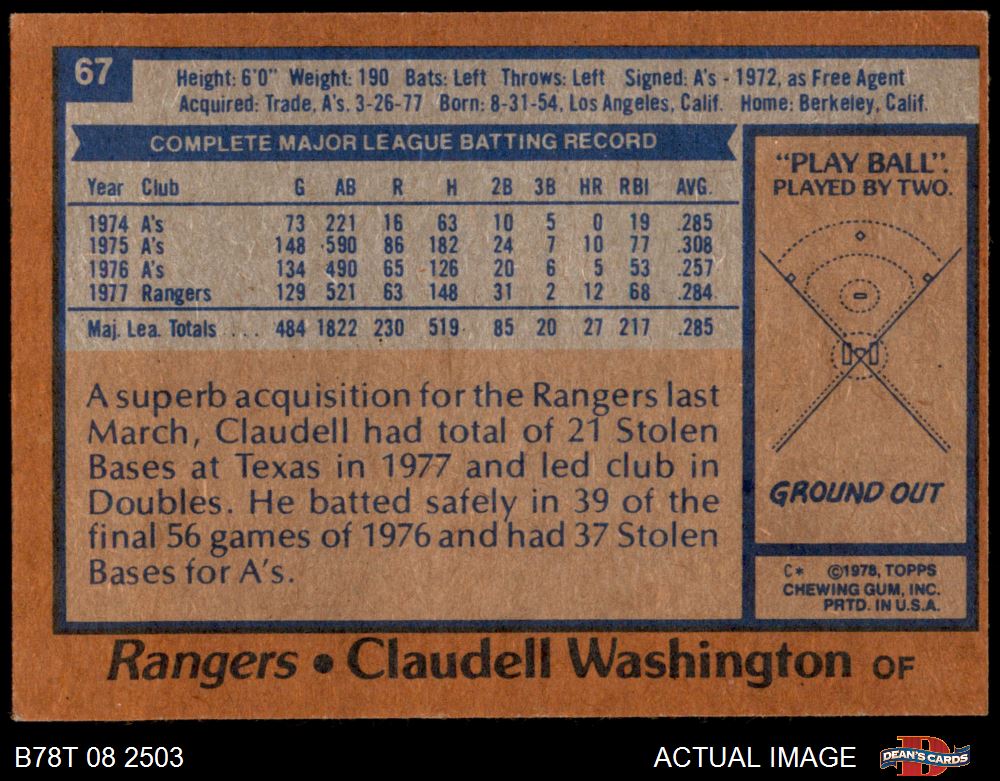 67
Height: 6'0" Weight: 190 Bats: Left Throws: Left Signed: A's - 1972, as Free Agent
Acquired: Trade, A's, 3-26-77 Born: 8-31-54, Los Angeles, Calif. Home: Berkeley, Calif.
COMPLETE MAJOR LEAGUE BATTING RECORD
Year Club G AB R H 2B 3B HR RBI AVG.
1974 A's 73 221 16 63 10 5 0 19 .285
1975 A's 148 590 86 182 24 7 10 77 .308
1976 A's 134 490 65 126 20 6 5 53 .257
1977 Rangers 129 521 63 148 31 2 12 68 .284
Maj. Lea. Totals .... 484 1822 230 519 85 20 27 217 .285
A superb acquisition for the Rangers last
March, Claudell had total of 21 Stolen
Bases at Texas in 1977 and led club in
Doubles. He batted safely in 39 of the
final 56 games of 1976 and had 37 Stolen
Bases for A's.
"PLAY BALL":
PLAYED BY TWO.
GROUND OUT
C* ©1978, TOPPS
CHEWING GUM, INC.
PRTD. IN U.S.A.
Rangers • Claudell Washington OF
B78T 08 2503
ACTUAL IMAGE
DEAN'S CARDS